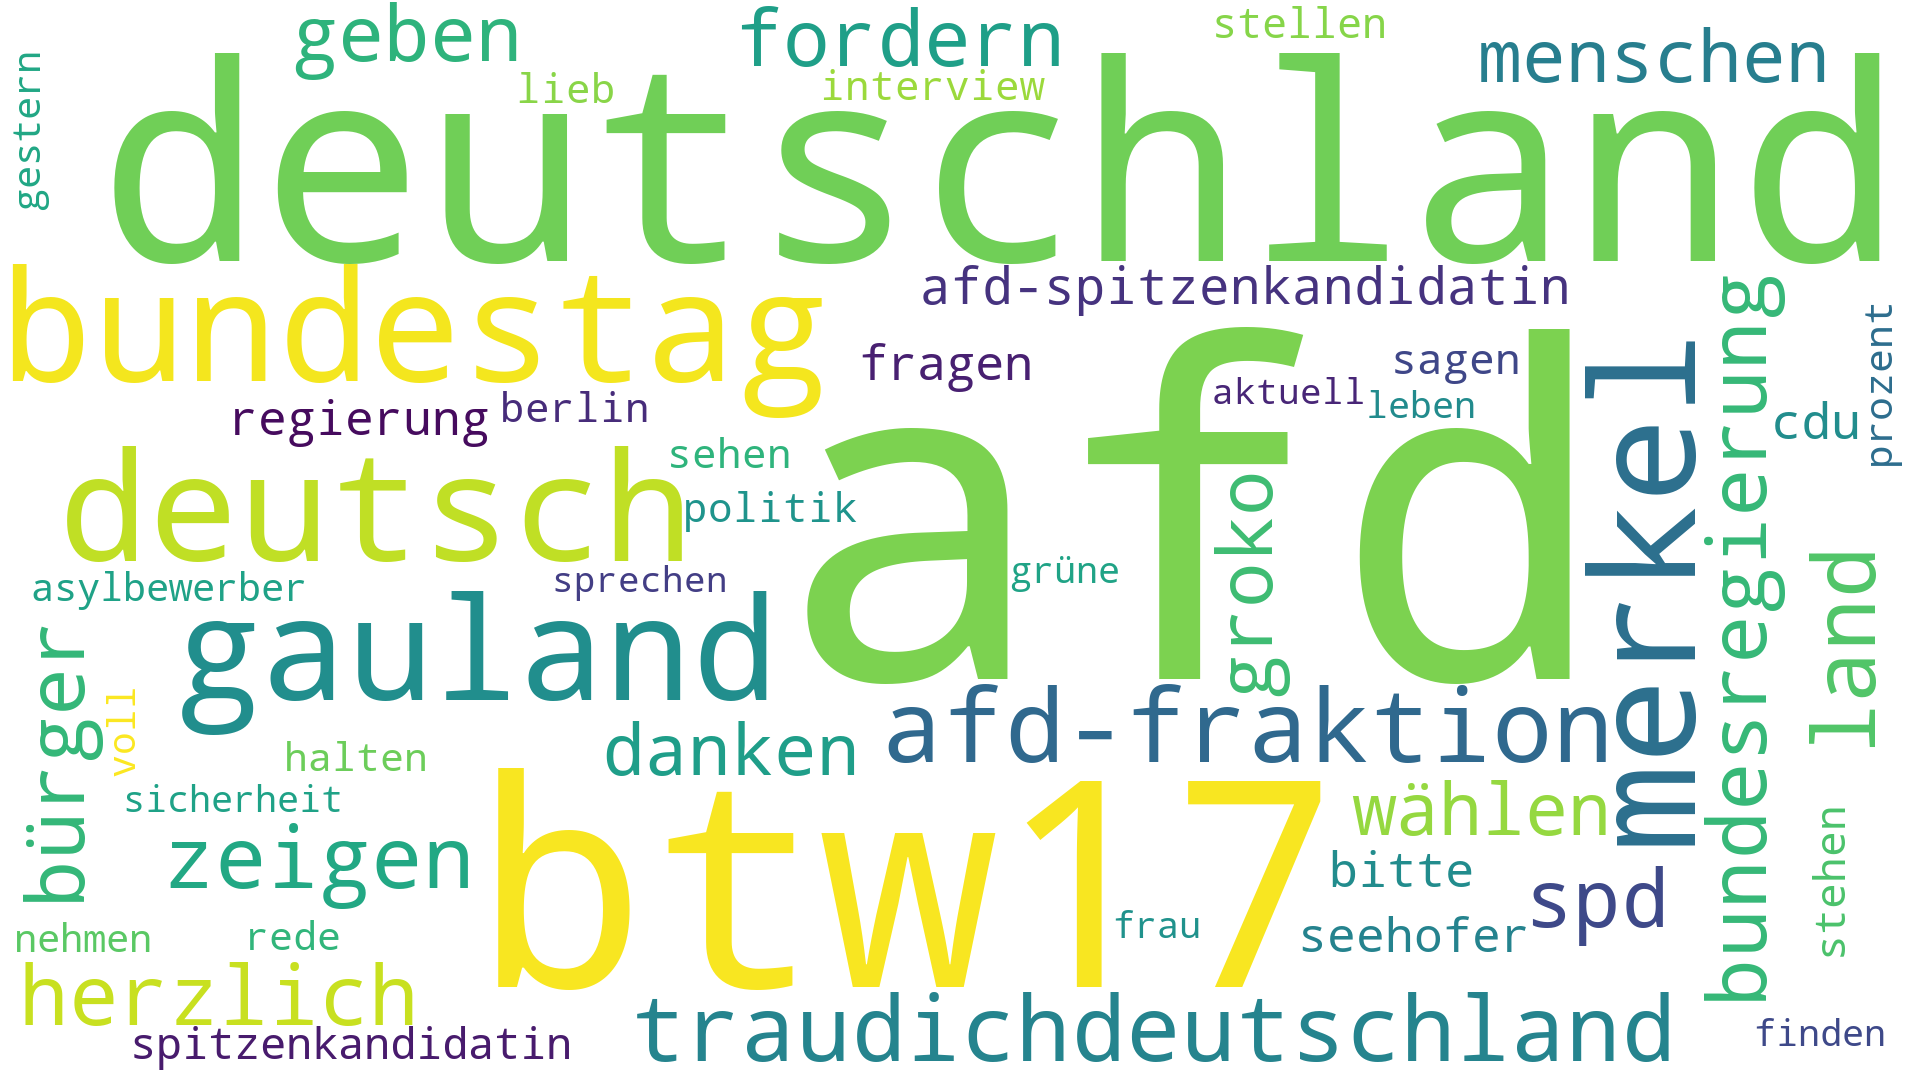 geben
fordern
stellen
menschen
gestern
lieb
interview
deutschland
bundestag
afd-spitzenkandidatin
fragen
sagen
prozent
regierung
berlin
aktuell
leben
cdu
merkel
bundesregierung
deutsch
sehen
politik
afd
groko
grüne
land
asylbewerber
sprechen
gauland
bürger
voll
halten
danken
afd-fraktion
sicherheit
zeigen
btw17
wählen
bitte
spd
stehen
nehmen
rede
frau
seehofer
herzlich
spitzenkandidatin
traudichdeutschland
finden